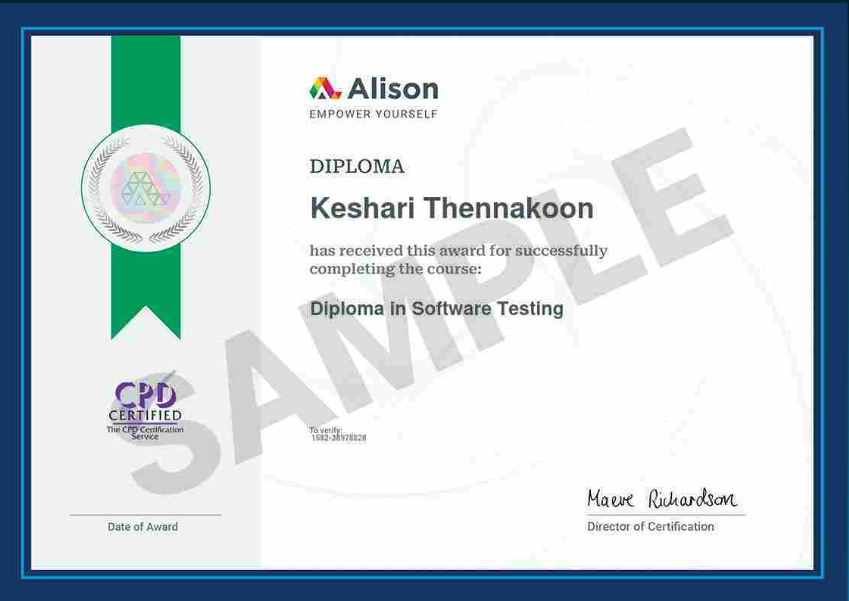 Alison
EMPOWER YOURSELF
DIPLOMA
Keshari Thennakoon
has received this award for successfully
completing the course:
Diploma in Software Testing
SAMPLE
CPD
CERTIFIED
The CPD Certification
Service
To verify:
1582-38978828
Maeve Richardson
Date of Award
Director of Certification